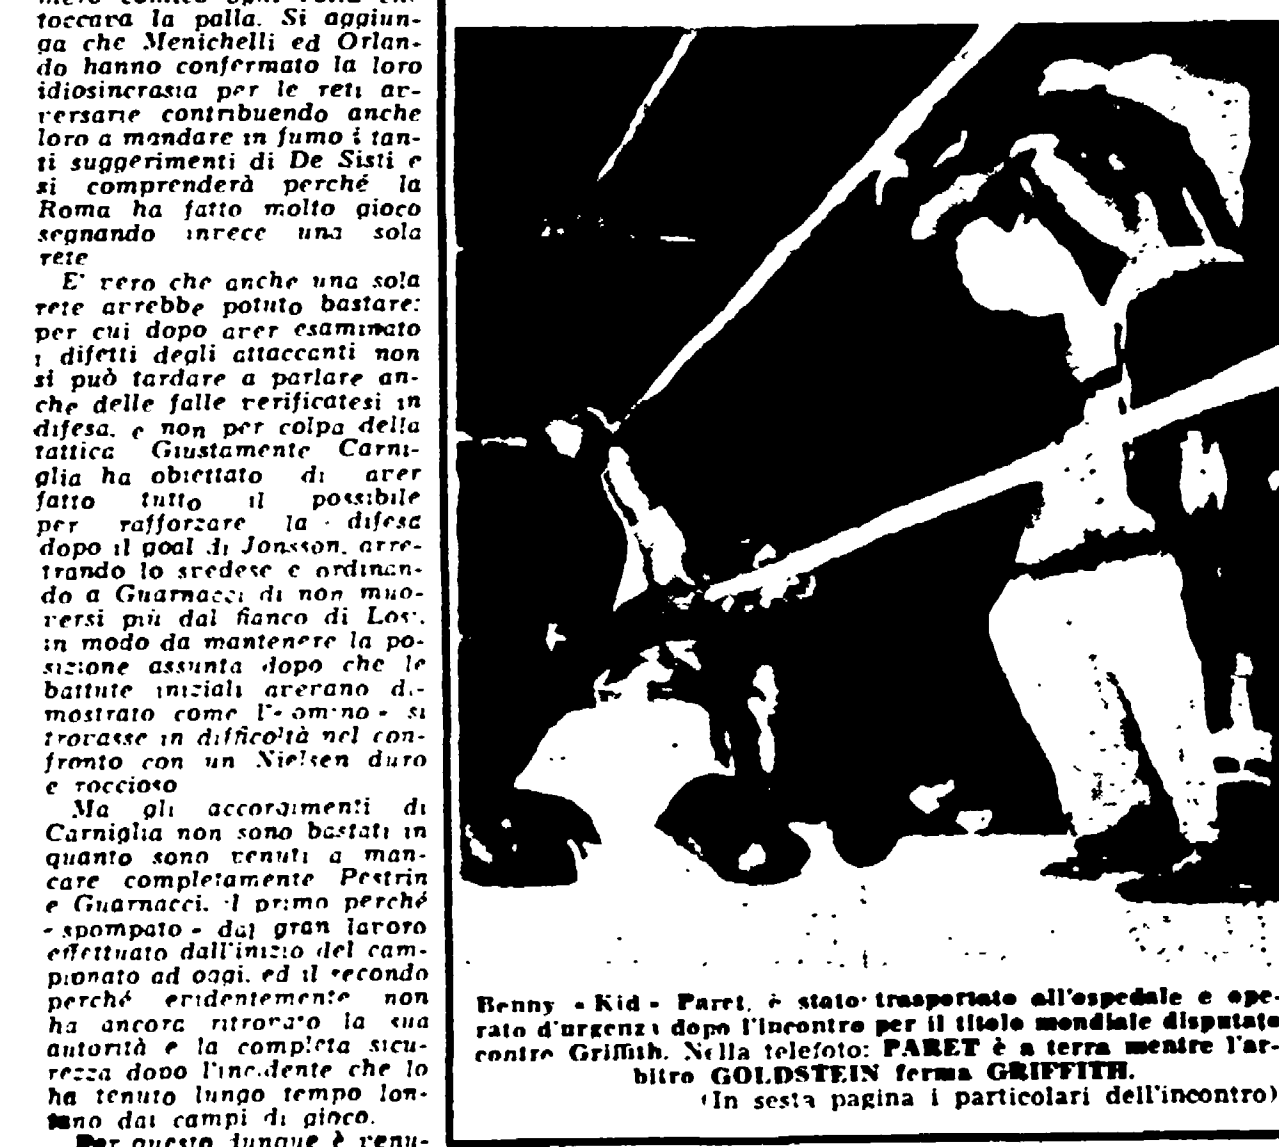 toccara la palla. Si aggiun-
ga che Menichelli ed Orlan-
do hanno confermato la loro
idiosincrasia per le reti av-
versarie contribuendo anche
loro a mandare in fumo i tan-
ti suggerimenti di De Sisti e
si comprenderà perché la
Roma ha fatto molto gioco
segnando invece una sola
rete
E' vero che anche una sola
rete avrebbe potuto bastare:
per cui dopo aver esaminato
i difetti degli attaccanti non
si può tardare a parlare an-
che delle falle verificatesi in
difesa, e non per colpa della
tattica Giustamente Carni-
glia ha obiettato di aver
fatto tutto il possibile
per rafforzare la difesa
dopo il goal di Jonsson, arre-
trando lo svedese e ordinan-
do a Guarnacci di non muo-
versi più dal fianco di Losi,
in modo da mantenere la po-
sizione assunta dopo che le
battute iniziali avevano di-
mostrato come l'« omino » si
trovasse in difficoltà nel con-
fronto con un Nielsen duro
e roccioso
Ma gli accorgimenti di
Carniglia non sono bastati in
quanto sono venuti a man-
care completamente Pestrin
e Guarnacci, il primo perché
« spompato » dal gran lavoro
effettuato dall'inizio del cam-
pionato ad oggi, ed il secondo
perché evidentemente non
ha ancora ritrovato la sua
autorità e la completa sicu-
rezza dopo l'incidente che lo
ha tenuto lungo tempo lon-
tano dai campi di gioco.
Per questo dunque è venu-
Benny « Kid » Paret, è stato trasportato all'ospedale e ope-
rato d'urgenza dopo l'incontro per il titolo mondiale disputato
contro Griffith. Nella telefoto: PARET è a terra mentre l'ar-
bitro GOLDSTEIN ferma GRIFFITH.
(In sesta pagina i particolari dell'incontro)